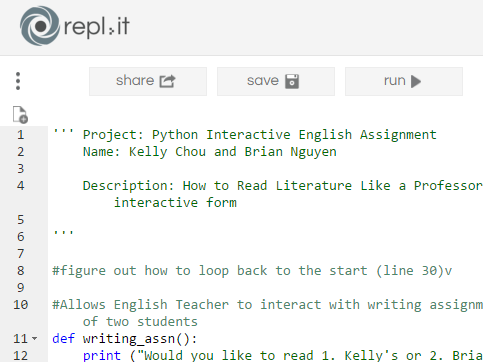 repl.it
share save run
1 ''' Project: Python Interactive English Assignment
2 Name: Kelly Chou and Brian Nguyen
3
4 Description: How to Read Literature Like a Professor
interactive form
5
6 '''
7
8 #figure out how to loop back to the start (line 30)v
9
10 #Allows English Teacher to interact with writing assignm
of two students
11 def writing_assn():
12 print ("Would you like to read 1. Kelly's or 2. Bria